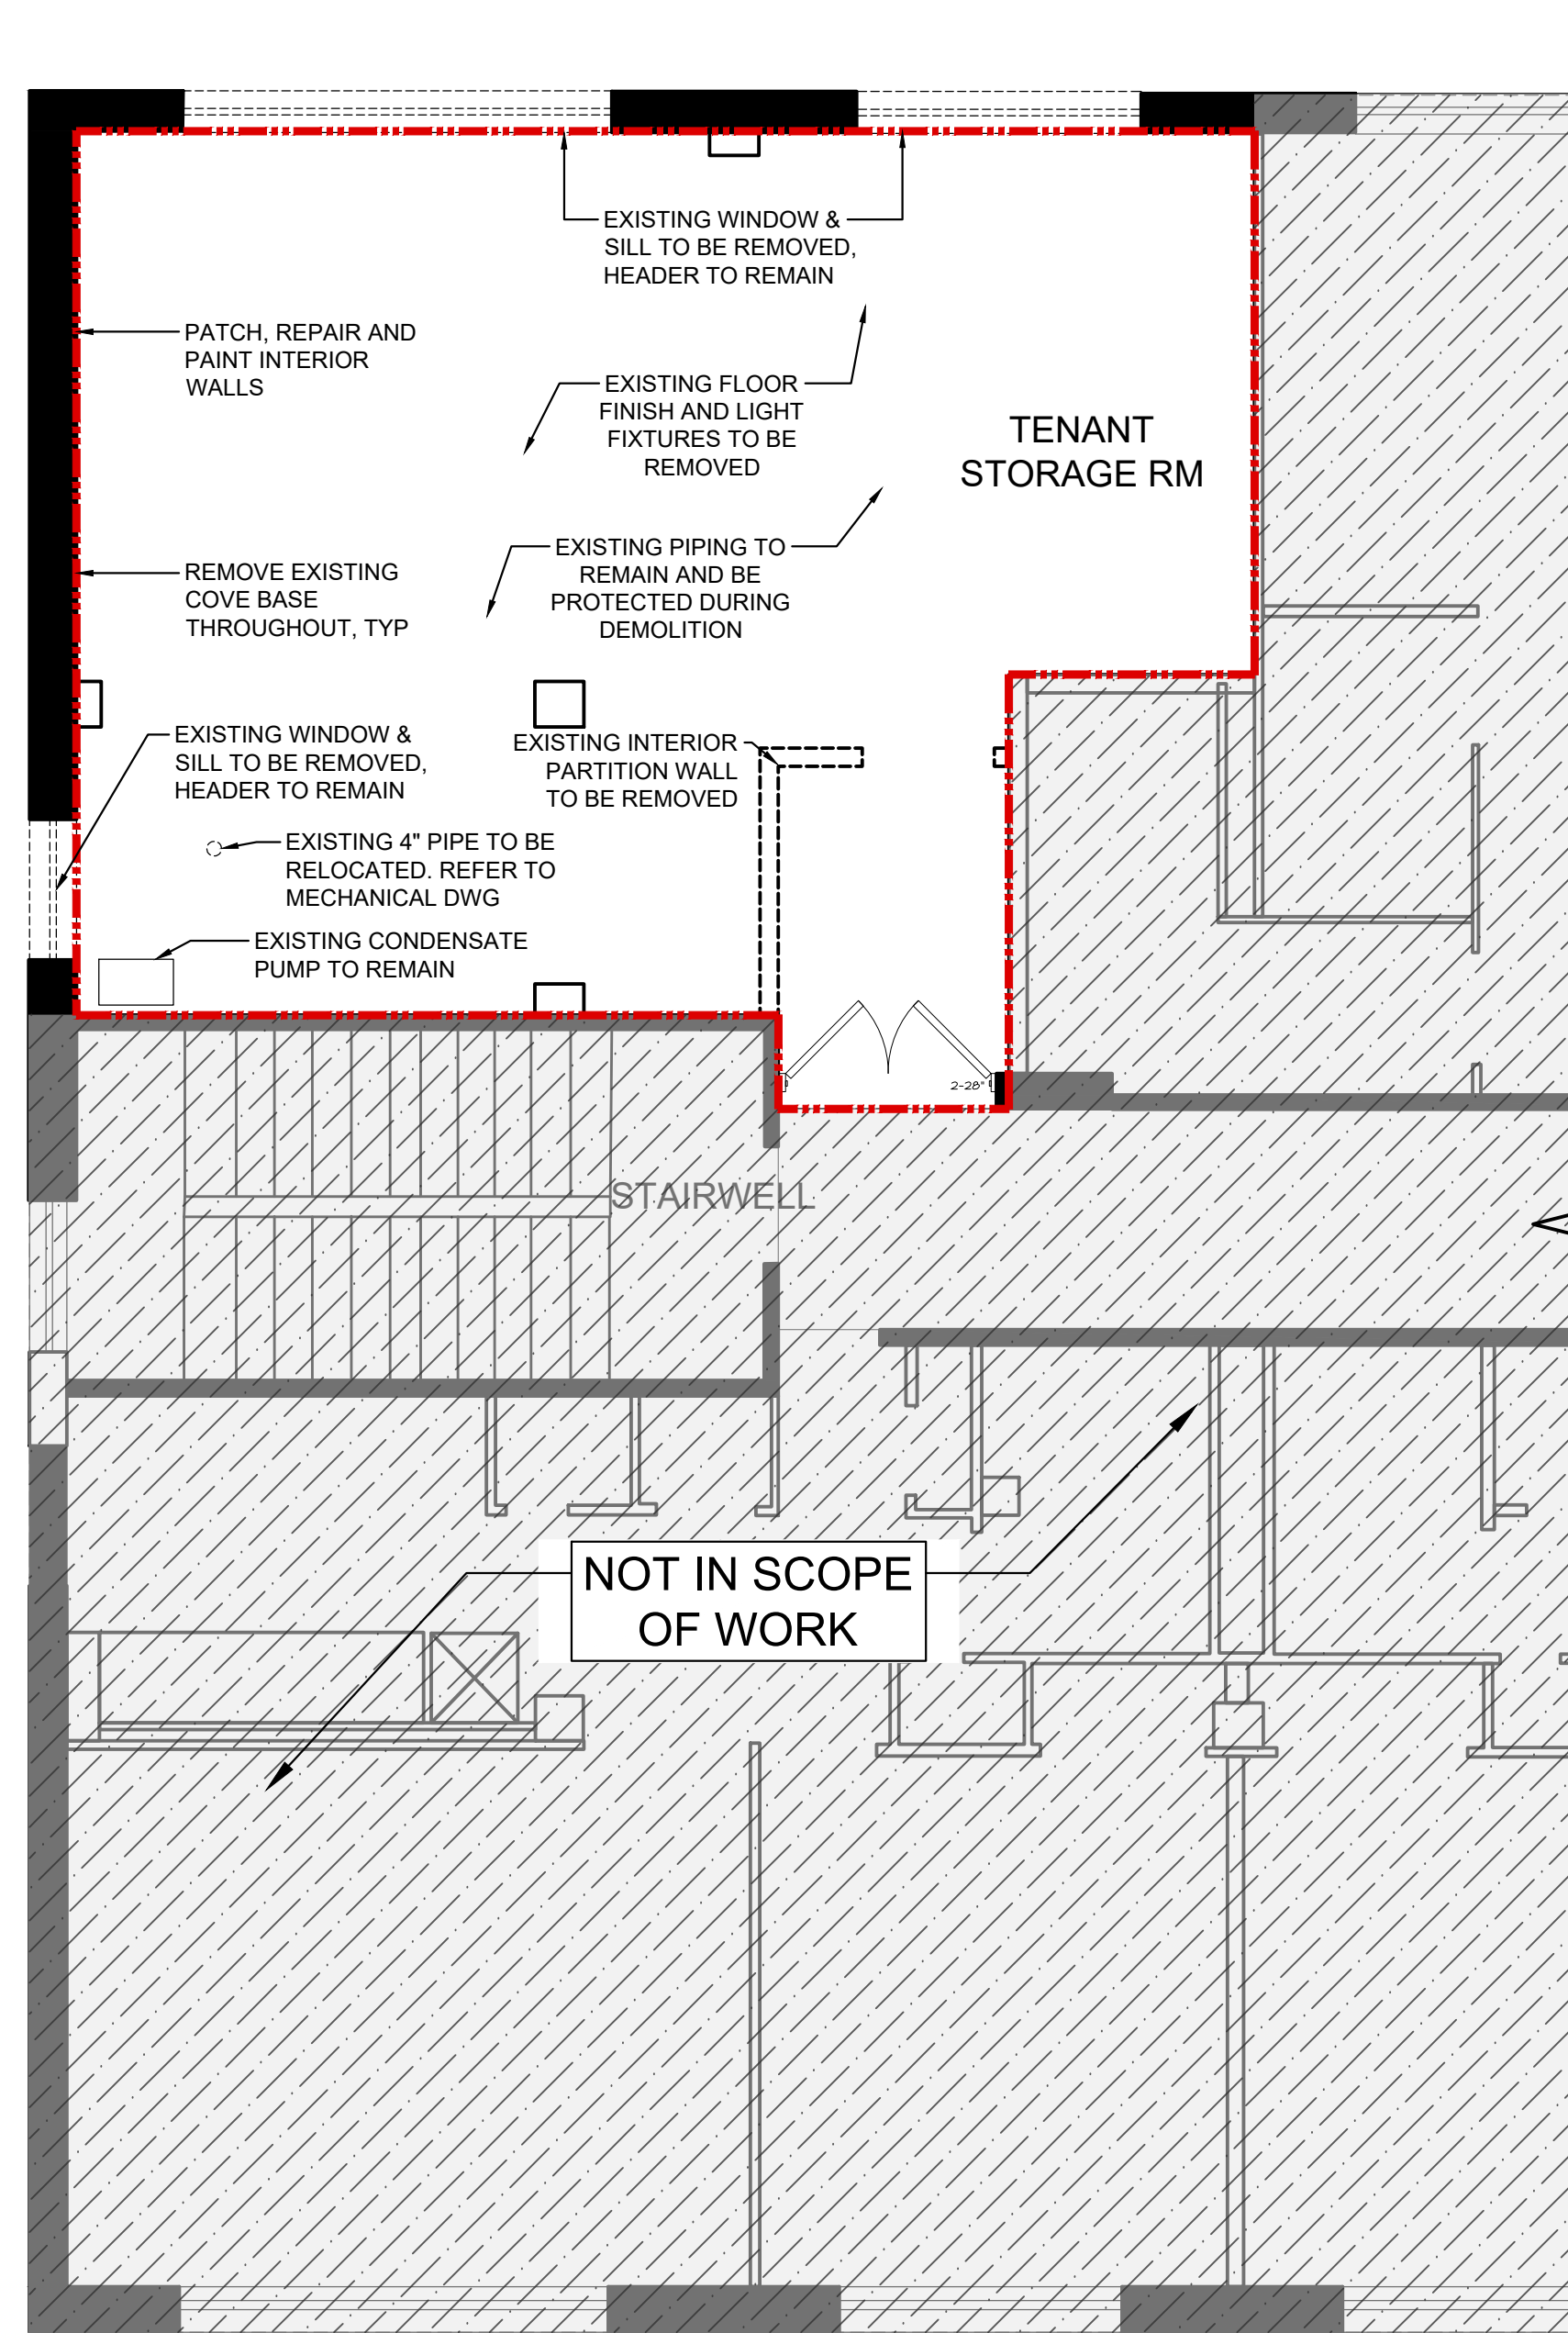 EXISTING WINDOW &
SILL TO BE REMOVED,
HEADER TO REMAIN
PATCH, REPAIR AND
PAINT INTERIOR
WALLS
EXISTING FLOOR
FINISH AND LIGHT
FIXTURES TO BE
REMOVED
TENANT
STORAGE RM
EXISTING PIPING TO
REMAIN AND BE
PROTECTED DURING
DEMOLITION
REMOVE EXISTING
COVE BASE
THROUGHOUT, TYP
EXISTING WINDOW &
SILL TO BE REMOVED,
HEADER TO REMAIN
EXISTING INTERIOR
PARTITION WALL
TO BE REMOVED
EXISTING 4" PIPE TO BE
RELOCATED. REFER TO
MECHANICAL DWG
EXISTING CONDENSATE
PUMP TO REMAIN
2-28"
STAIRWELL
NOT IN SCOPE
OF WORK